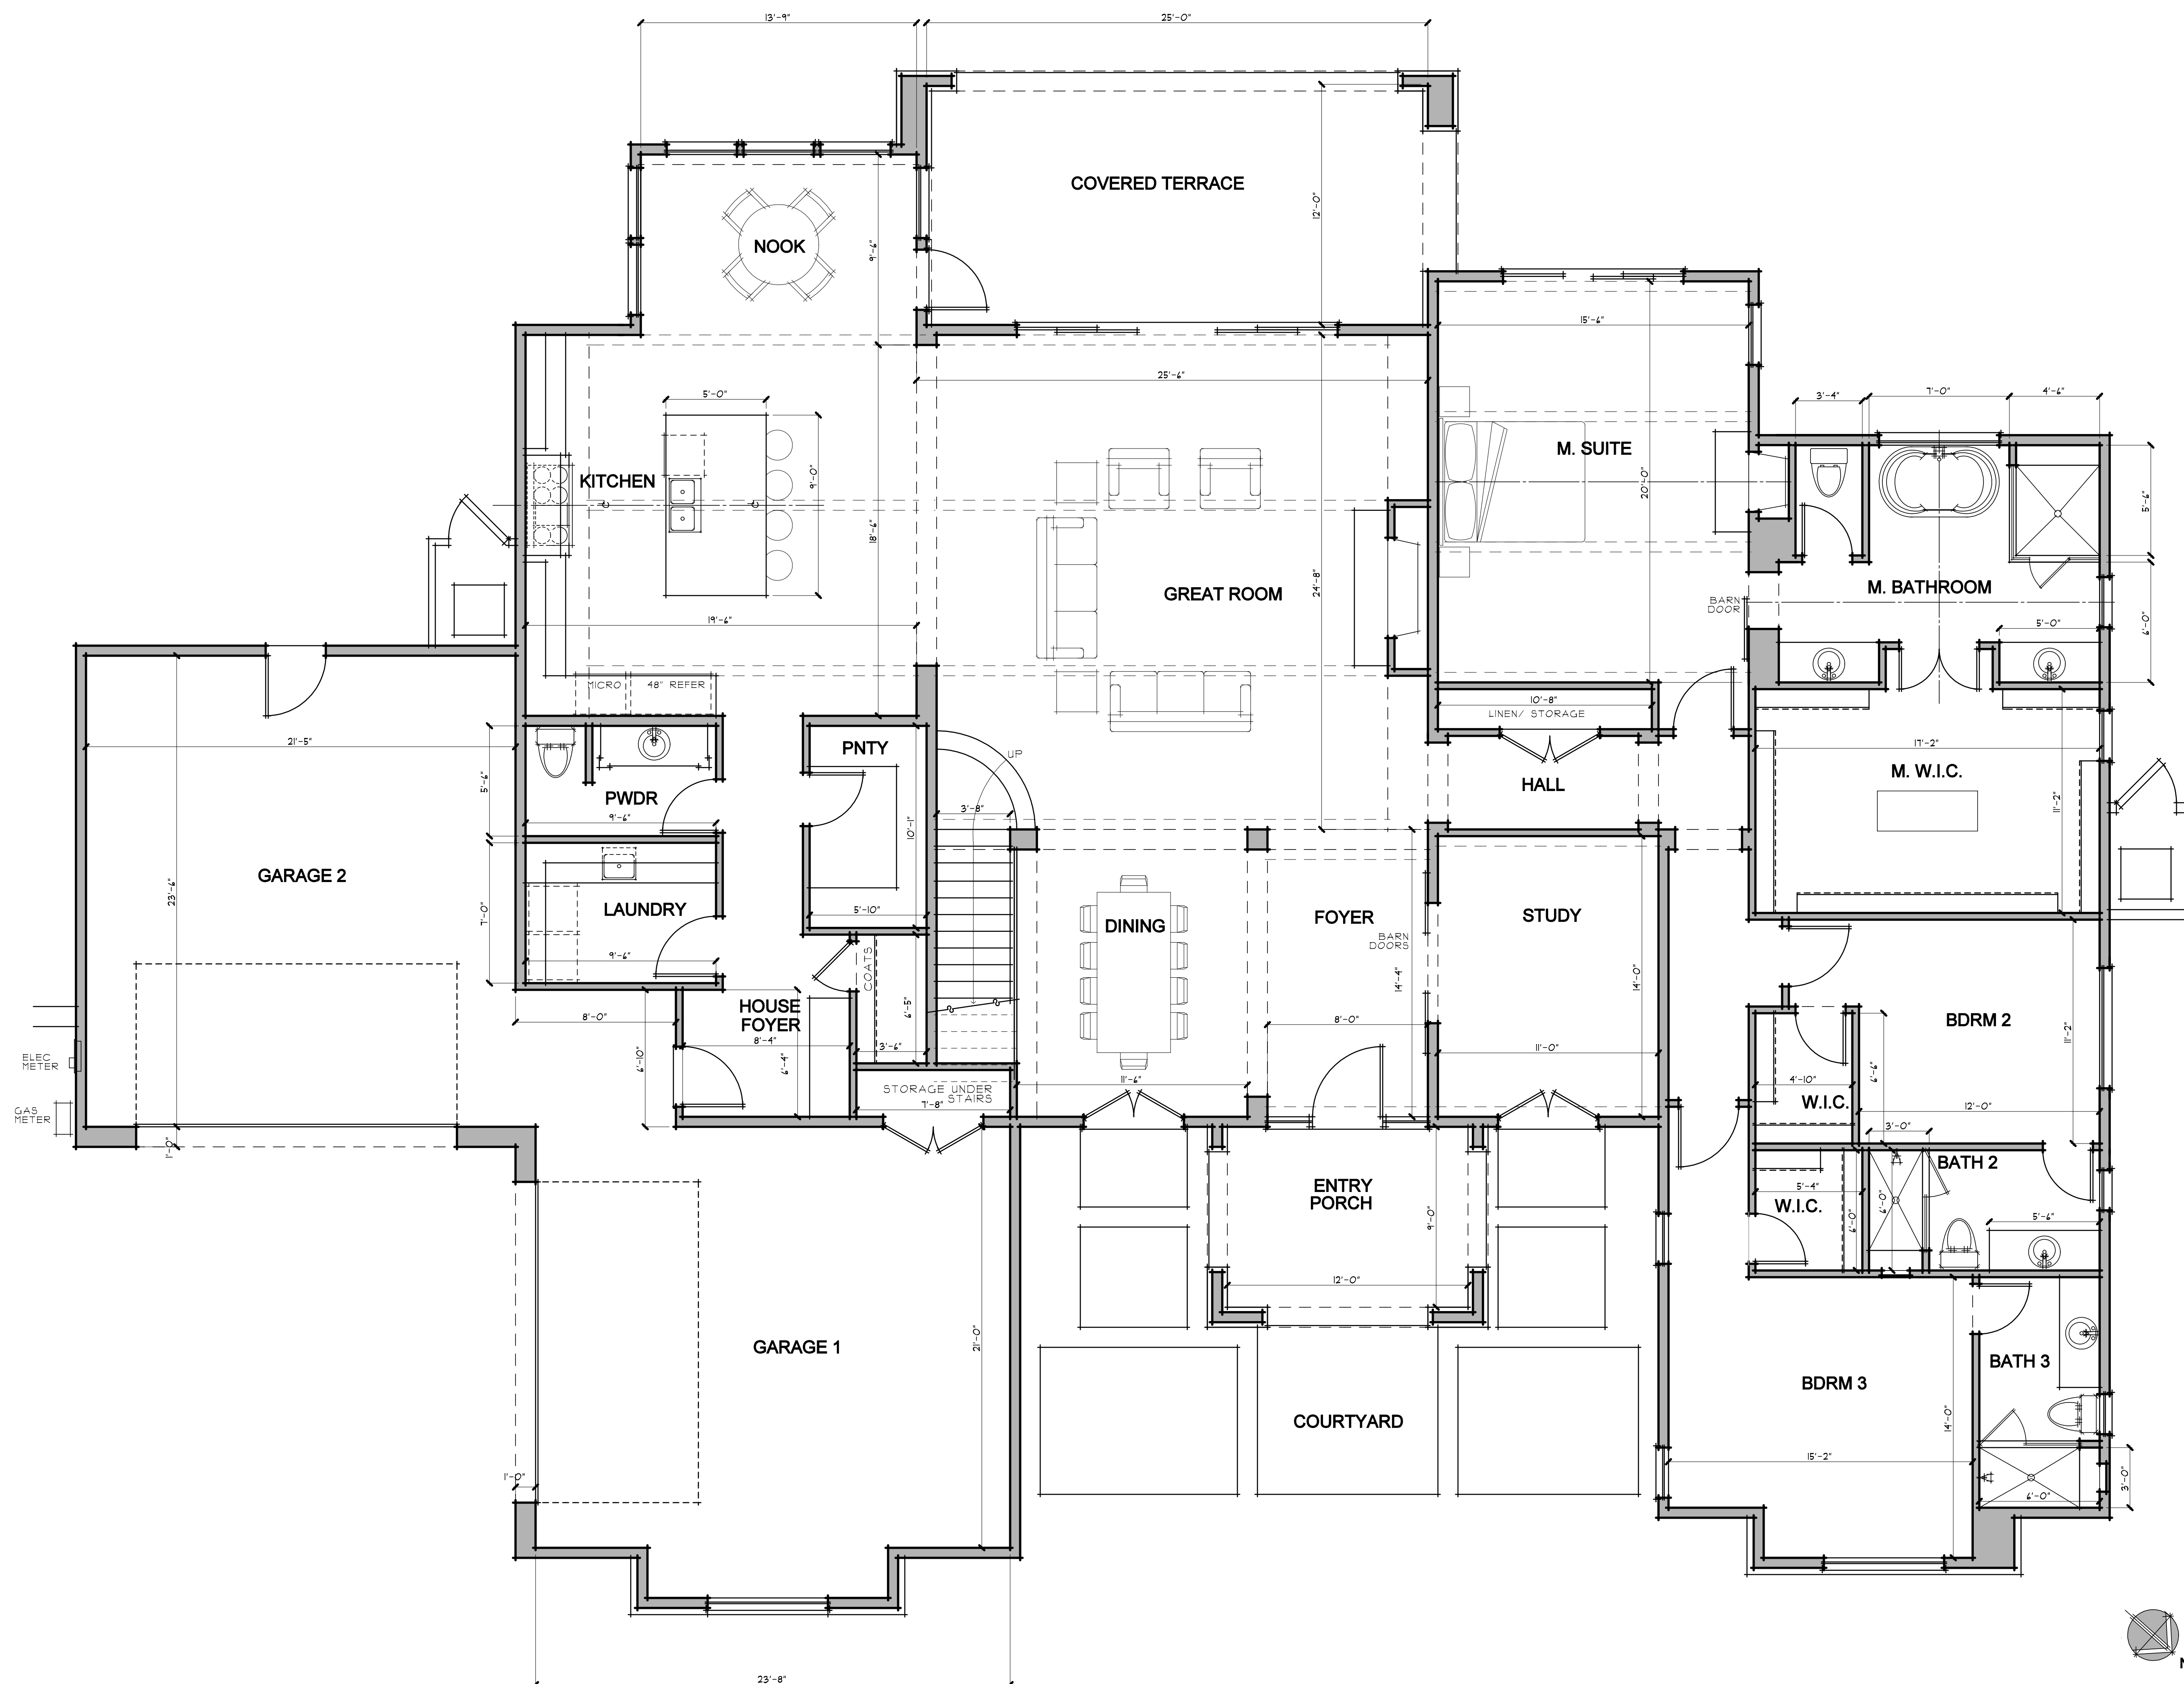 13'-9"
25'-0"
COVERED TERRACE
12'-0"
NOOK
9'-6"
15'-6"
25'-6"
5'-0"
3'-4"
7'-0"
4'-6"
KITCHEN
9'-0"
M. SUITE
20'-0"
5'-6"
18'-6"
GREAT ROOM
24'-8"
M. BATHROOM
BARN
DOOR
19'-6"
5'-0"
6'-0"
MICRO
48" REFER
10'-8"
LINEN/ STORAGE
21'-5"
PNTY
UP
17'-2"
M. W.I.C.
HALL
5'-6"
PWDR
9'-6"
3'-8"
11'-2"
10'-1"
GARAGE 2
23'-6"
LAUNDRY
7'-0"
5'-10"
DINING
FOYER
STUDY
BARN
DOORS
9'-6"
COATS
14'-4"
14'-0"
HOUSE
FOYER
6'-5"
8'-0"
8'-4"
3'-6"
8'-0"
BDRM 2
11'-2"
ELEC
METER
6'-10"
6'-4"
11'-0"
6'-6"
4'-10"
W.I.C.
12'-0"
STORAGE UNDER
STAIRS
7'-8"
11'-6"
GAS
METER
1'-0"
3'-0"
BATH 2
ENTRY
PORCH
5'-4"
W.I.C.
6'-0"
6'-0"
5'-6"
9'-0"
12'-0"
GARAGE 1
21'-0"
BATH 3
BDRM 3
COURTYARD
14'-0"
15'-2"
1'-0"
6'-0"
3'-0"
23'-8"